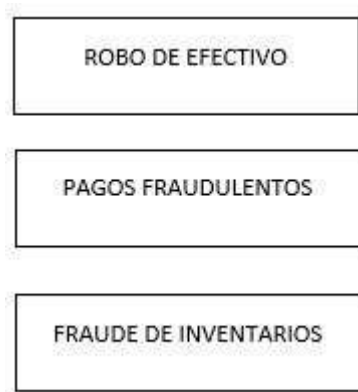 ROBO DE EFECTIVO
PAGOS FRAUDULENTOS
FRAUDE DE INVENTARIOS